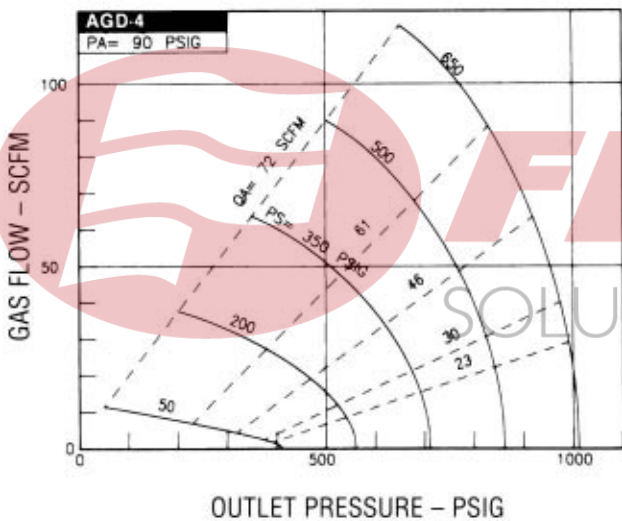 AGD-4
PA= 90 PSIG
GAS FLOW – SCFM
100
50
0
QA= 72 SCFM
61
46
30
23
650
500
PS= 350 PSIG
200
50
0
500
1000
OUTLET PRESSURE – PSIG
SOLU